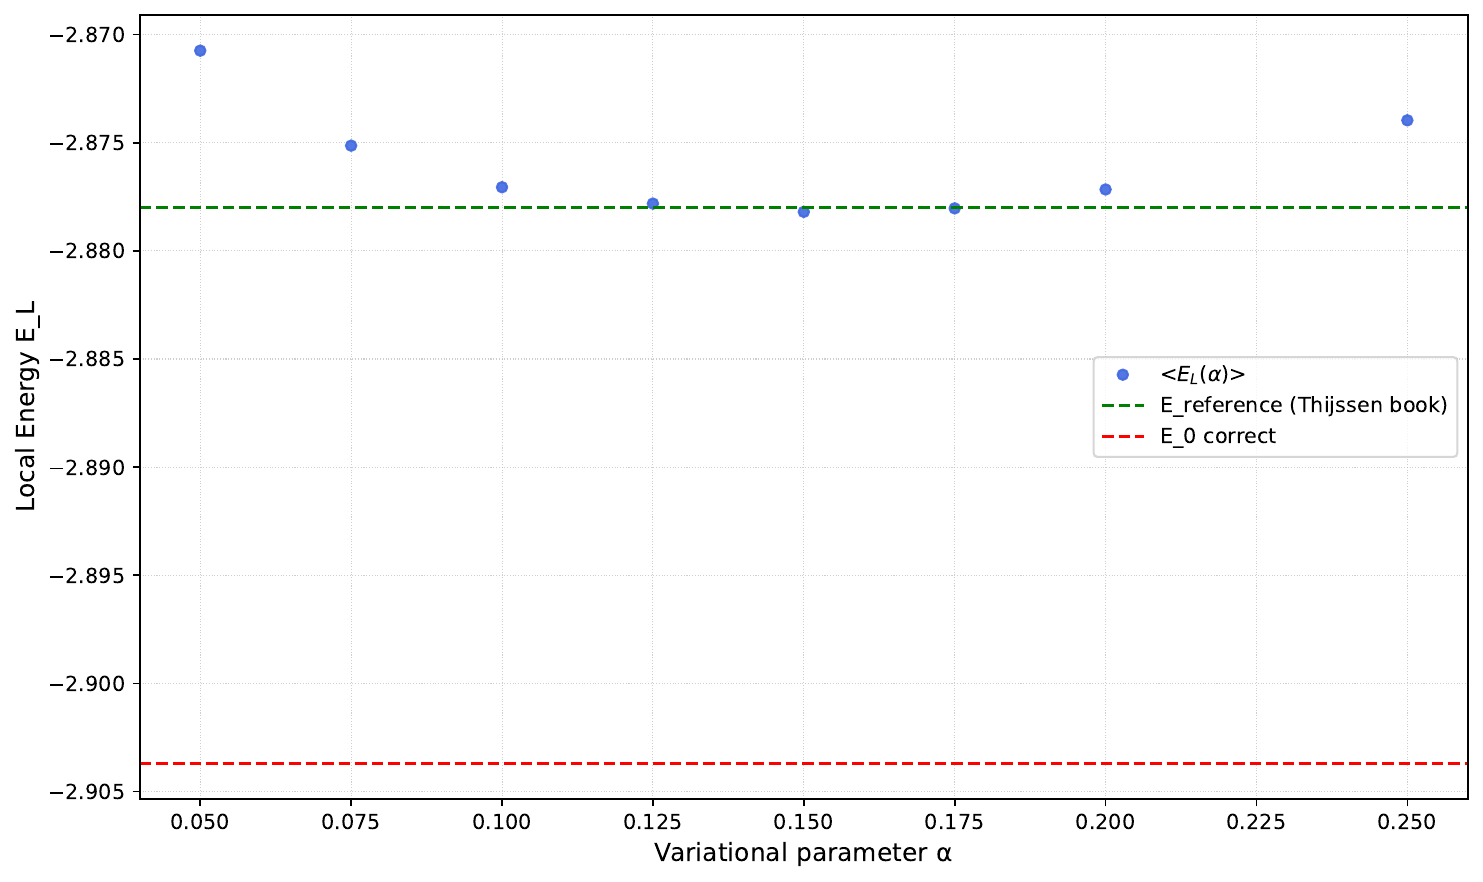 −2.870
−2.875
−2.880
−2.885
−2.890
−2.895
−2.900
−2.905
Local Energy E_L
<E_L(α)>
E_reference (Thijssen book)
E_0 correct
0.050 0.075 0.100 0.125 0.150 0.175 0.200 0.225 0.250
Variational parameter α